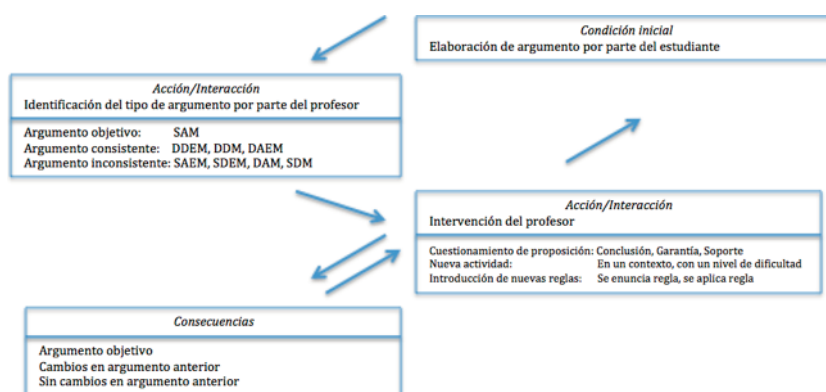 Condición inicial
Elaboración de argumento por parte del estudiante
Acción/Interacción
Identificación del tipo de argumento por parte del profesor
Argumento objetivo: SAM
Argumento consistente: DDEM, DDM, DAEM
Argumento inconsistente: SAEM, SDEM, DAM, SDM
Acción/Interacción
Intervención del profesor
Cuestionamiento de proposición: Conclusión, Garantía, Soporte
Nueva actividad: En un contexto, con un nivel de dificultad
Introducción de nuevas reglas: Se enuncia regla, se aplica regla
Consecuencias
Argumento objetivo
Cambios en argumento anterior
Sin cambios en argumento anterior